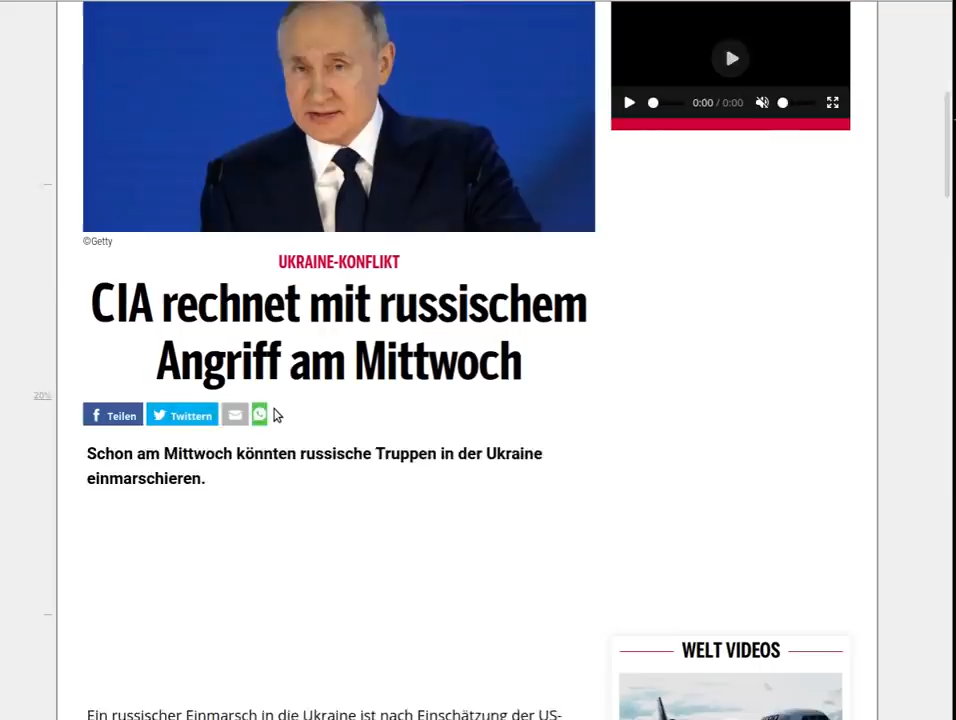 0:00 / 0:00
©Getty
UKRAINE-KONFLIKT
CIA rechnet mit russischem
Angriff am Mittwoch
20%
Teilen
Twittern
Schon am Mittwoch könnten russische Truppen in der Ukraine
einmarschieren.
WELT VIDEOS
Ein russischer Einmarsch in die Ukraine ist nach Einschätzung der US-